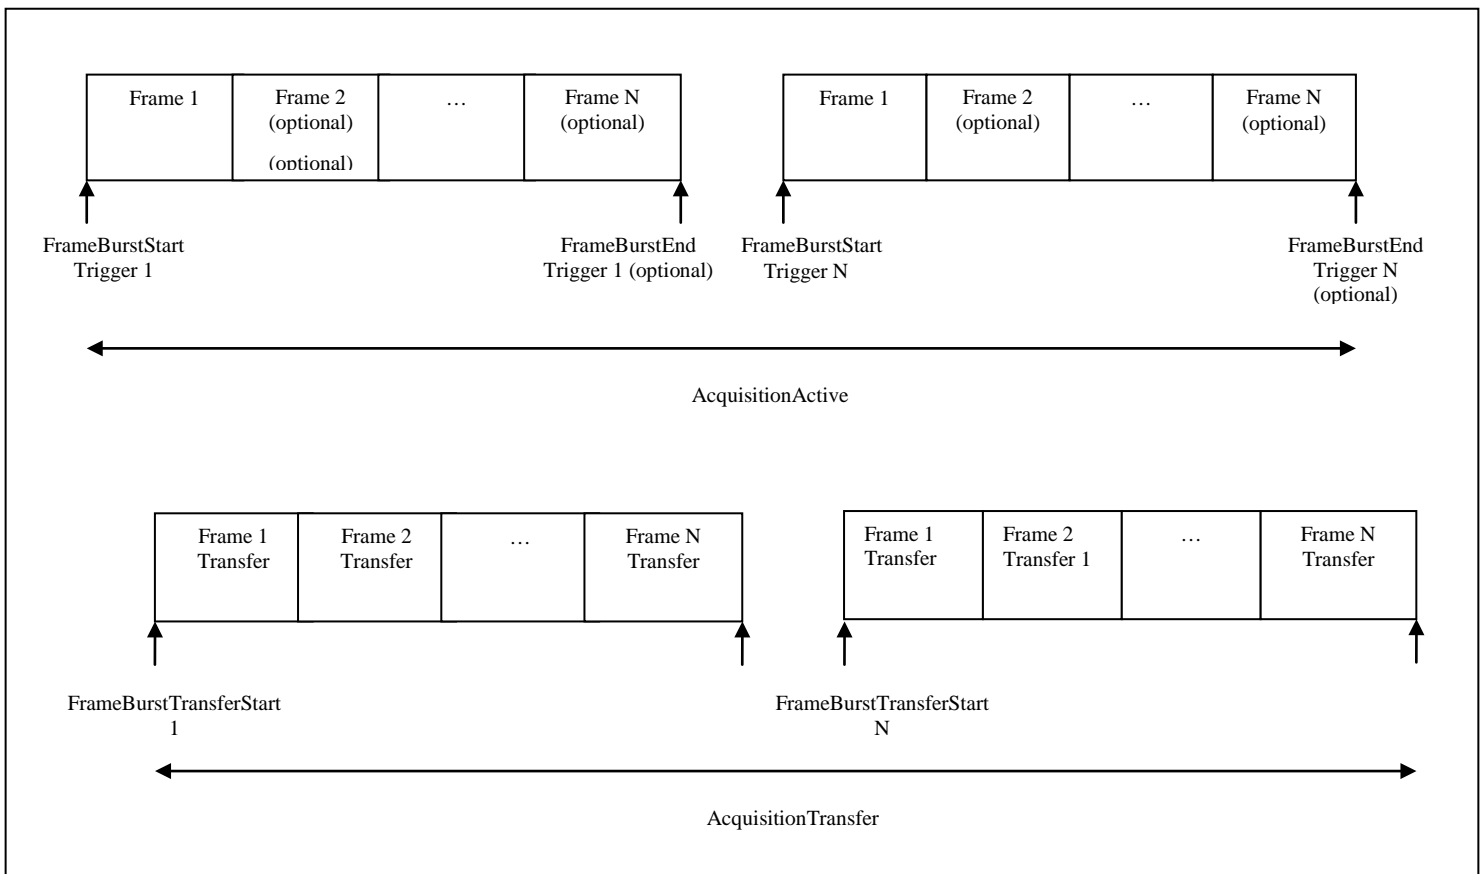 Frame 1
Frame 2
(optional)
(optional)
…
Frame N
(optional)
Frame 1
Frame 2
(optional)
…
Frame N
(optional)
FrameBurstStart
Trigger 1
FrameBurstEnd
Trigger 1 (optional)
FrameBurstStart
Trigger N
FrameBurstEnd
Trigger N
(optional)
AcquisitionActive
Frame 1
Transfer
Frame 2
Transfer
…
Frame N
Transfer
Frame 1
Transfer
Frame 2
Transfer 1
…
Frame N
Transfer
FrameBurstTransferStart
1
FrameBurstTransferStart
N
AcquisitionTransfer